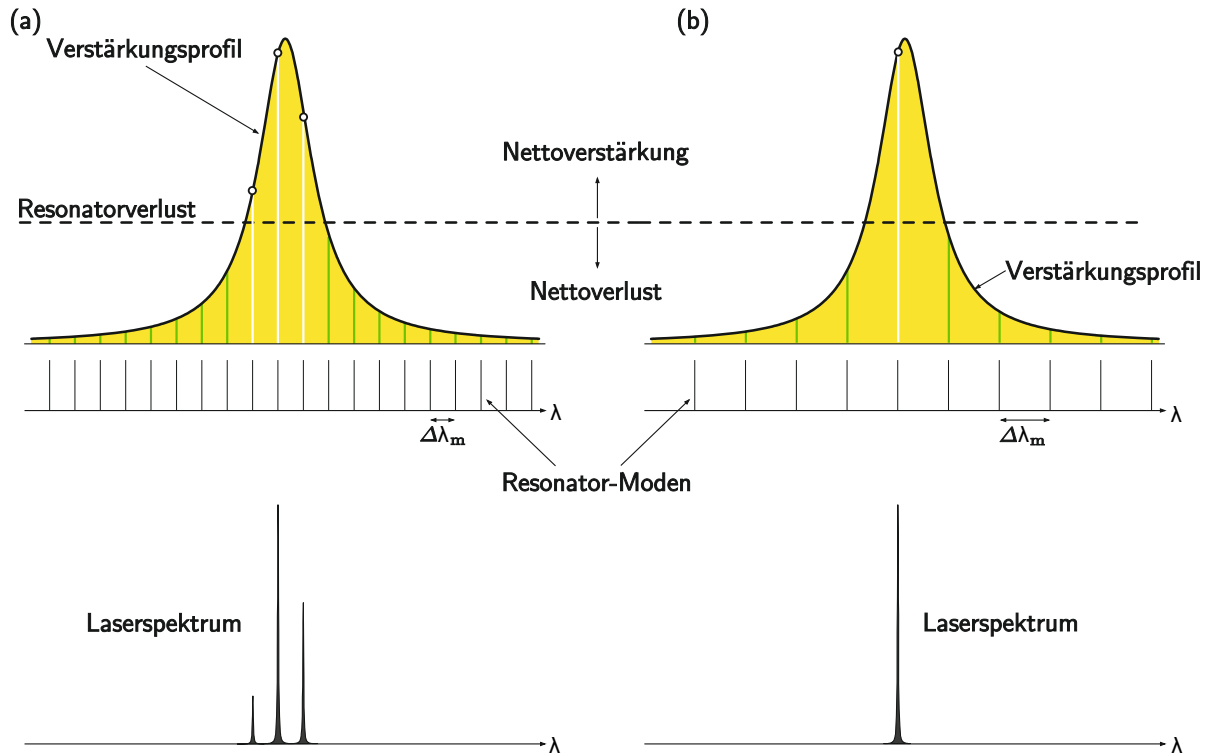 (a)
Verstärkungsprofil
(b)
Nettoverstärkung
Resonatorverlust
Nettoverlust
Verstärkungsprofil
λ
Δλm
λ
Δλm
Resonator-Moden
Laserspektrum
Laserspektrum
λ
λ